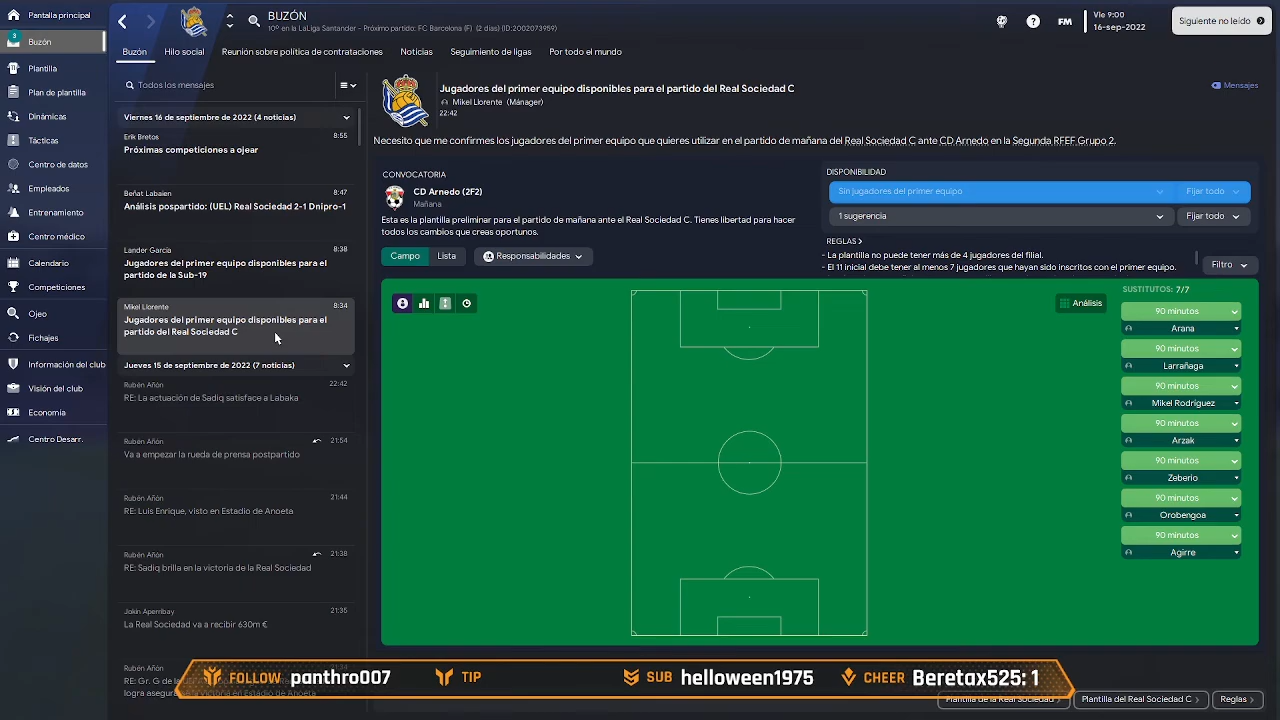 Página principal
3
Buzón
Plantilla
Plan de plantilla
Dinámicas
Tácticas
Centro de datos
Empleados
Entrenamiento
Centro médico
Calendario
Competiciones
Ojeo
Fichajes
Información del club
Visión del club
Economía
Centro Desarr.
BUZÓN
10º en la LaLiga Santander – Próximo partido: FC Barcelona (F) (2 días) (ID:2002073959)
FM
Vie 9:00
16-sep-2022
Siguiente no leído
Buzón
Hilo social
Reunión sobre política de contrataciones
Noticias
Seguimiento de ligas
Por todo el mundo
Todos los mensajes
Viernes 16 de septiembre de 2022 (4 noticias)
Erik Bretos 8:55
Próximas competiciones a ojear
Beñat Labaien 8:47
Análisis pospartido: (UEL) Real Sociedad 2-1 Dnipro-1
Lander García 8:38
Jugadores del primer equipo disponibles para el
partido de la Sub-19
Mikel Llorente 8:34
Jugadores del primer equipo disponibles para el
partido del Real Sociedad C
Jueves 15 de septiembre de 2022 (7 noticias)
Rubén Añón 22:42
RE: La actuación de Sadiq satisface a Labaka
Rubén Añón 21:54
Va a empezar la rueda de prensa postpartido
Rubén Añón 21:44
RE: Luis Enrique, visto en Estadio de Anoeta
Rubén Añón 21:38
RE: Sadiq brilla en la victoria de la Real Sociedad
Jokin Aperribay 21:35
La Real Sociedad va a recibir 630m €
Rubén Añón 21:34
RE: Gr. G de la
logra asegurar
Jugadores del primer equipo disponibles para el partido del Real Sociedad C
Mikel Llorente (Mánager)
22:42
Mensajes
Necesito que me confirmes los jugadores del primer equipo que quieres utilizar en el partido de mañana del Real Sociedad C ante CD Arnedo en la Segunda RFEF Grupo 2.
CONVOCATORIA
CD Arnedo (2F2)
Mañana
Esta es la plantilla preliminar para el partido de mañana ante el Real Sociedad C. Tienes libertad para hacer
todos los cambios que creas oportunos.
Campo
Lista
Responsabilidades
DISPONIBILIDAD
Sin jugadores del primer equipo
Fijar todo
1 sugerencia
Fijar todo
REGLAS
- La plantilla no puede tener más de 4 jugadores del filial.
- El 11 inicial debe tener al menos 7 jugadores que hayan sido inscritos con el primer equipo.
Filtro
Análisis
SUSTITUTOS: 7/7
90 minutos
Arana
90 minutos
Larrañaga
90 minutos
Mikel Rodríguez
90 minutos
Arzak
90 minutos
Zeberio
90 minutos
Orobengoa
90 minutos
Agirre
FOLLOW panthro007
TIP
SUB helloween1975
CHEER Beretax525: 1
Plantilla de la Real Sociedad
Plantilla del Real Sociedad C
Reglas